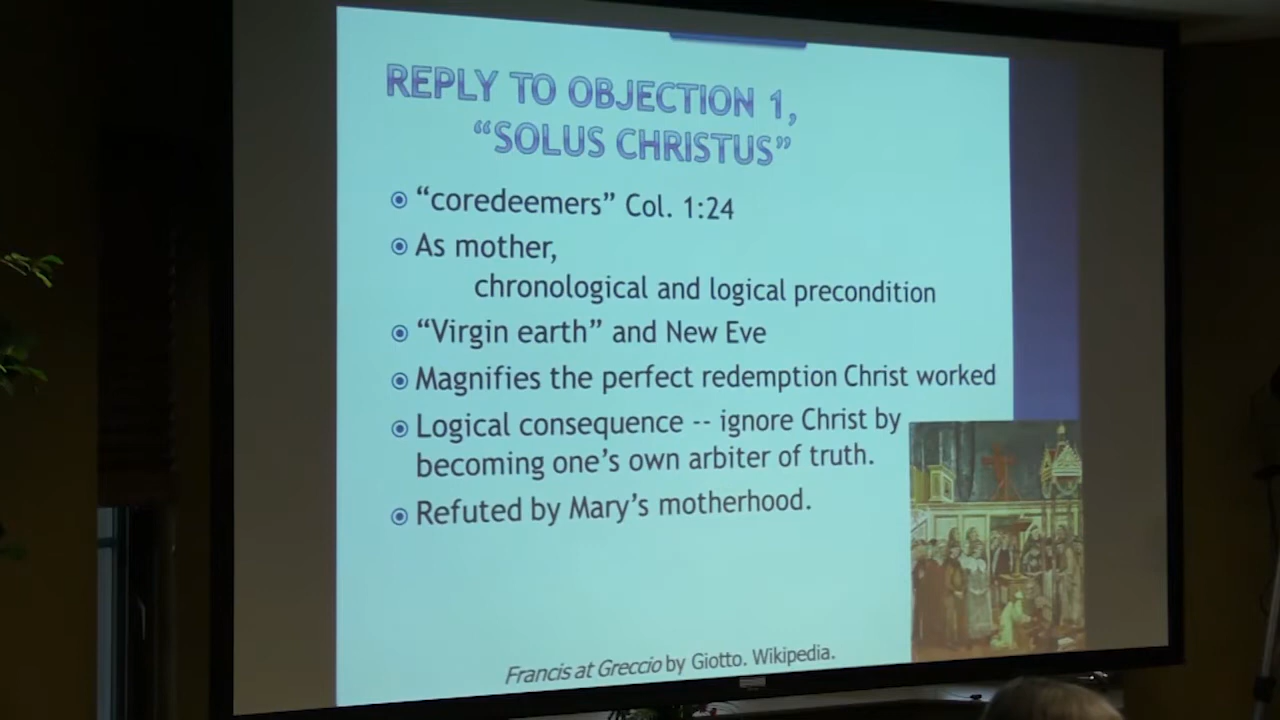 REPLY TO OBJECTION 1,
“SOLUS CHRISTUS”
“coredeemers” Col. 1:24
As mother,
chronological and logical precondition
“Virgin earth” and New Eve
Magnifies the perfect redemption Christ worked
Logical consequence -- ignore Christ by
becoming one’s own arbiter of truth.
Refuted by Mary’s motherhood.
Francis at Greccio by Giotto. Wikipedia.